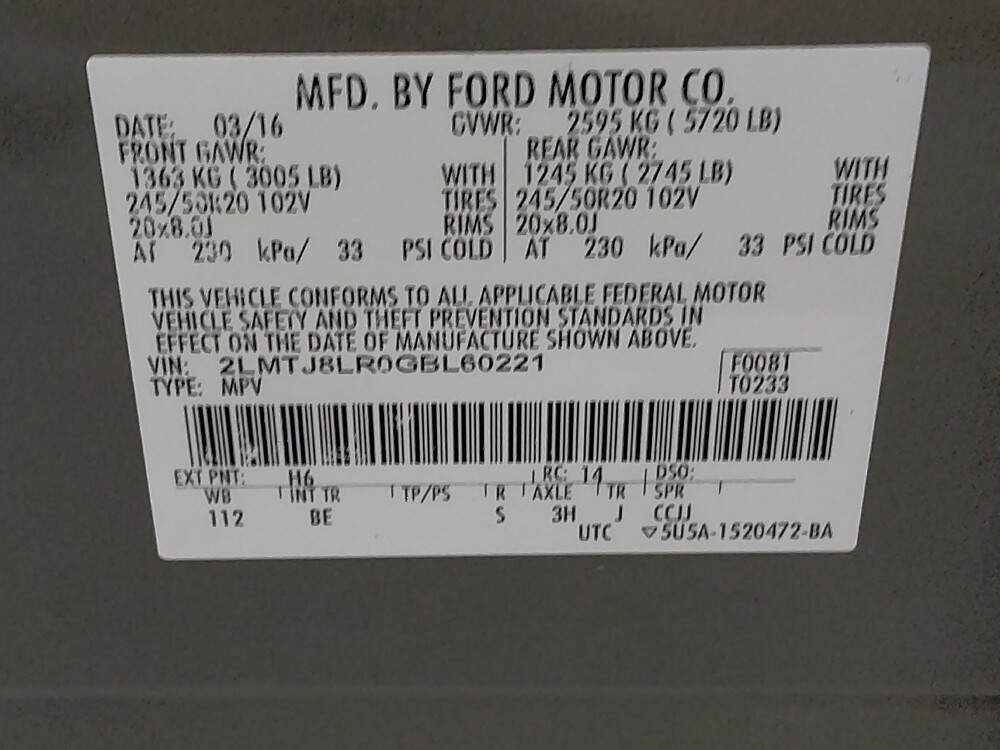 MFD. BY FORD MOTOR CO.
DATE: 03/16 GVWR: 2595 KG ( 5720 LB)
FRONT GAWR: REAR GAWR:
1363 KG ( 3005 LB) WITH 1245 KG ( 2745 LB) WITH
245/50R20 102V TIRES 245/50R20 102V TIRES
20x8.0J RIMS 20x8.0J RIMS
AT 230 kPa/ 33 PSI COLD AT 230 kPa/ 33 PSI COLD
THIS VEHICLE CONFORMS TO ALL APPLICABLE FEDERAL MOTOR
VEHICLE SAFETY AND THEFT PREVENTION STANDARDS IN
EFFECT ON THE DATE OF MANUFACTURE SHOWN ABOVE.
VIN: 2LMTJ8LR0GBL60221 F0081
TYPE: MPV T0233
EXT PNT: H6 RC: 14 DSO:
WB INT TR TP/PS R AXLE TR SPR
112 BE S 3H J CCJJ
UTC ▽5U5A-1520472-BA